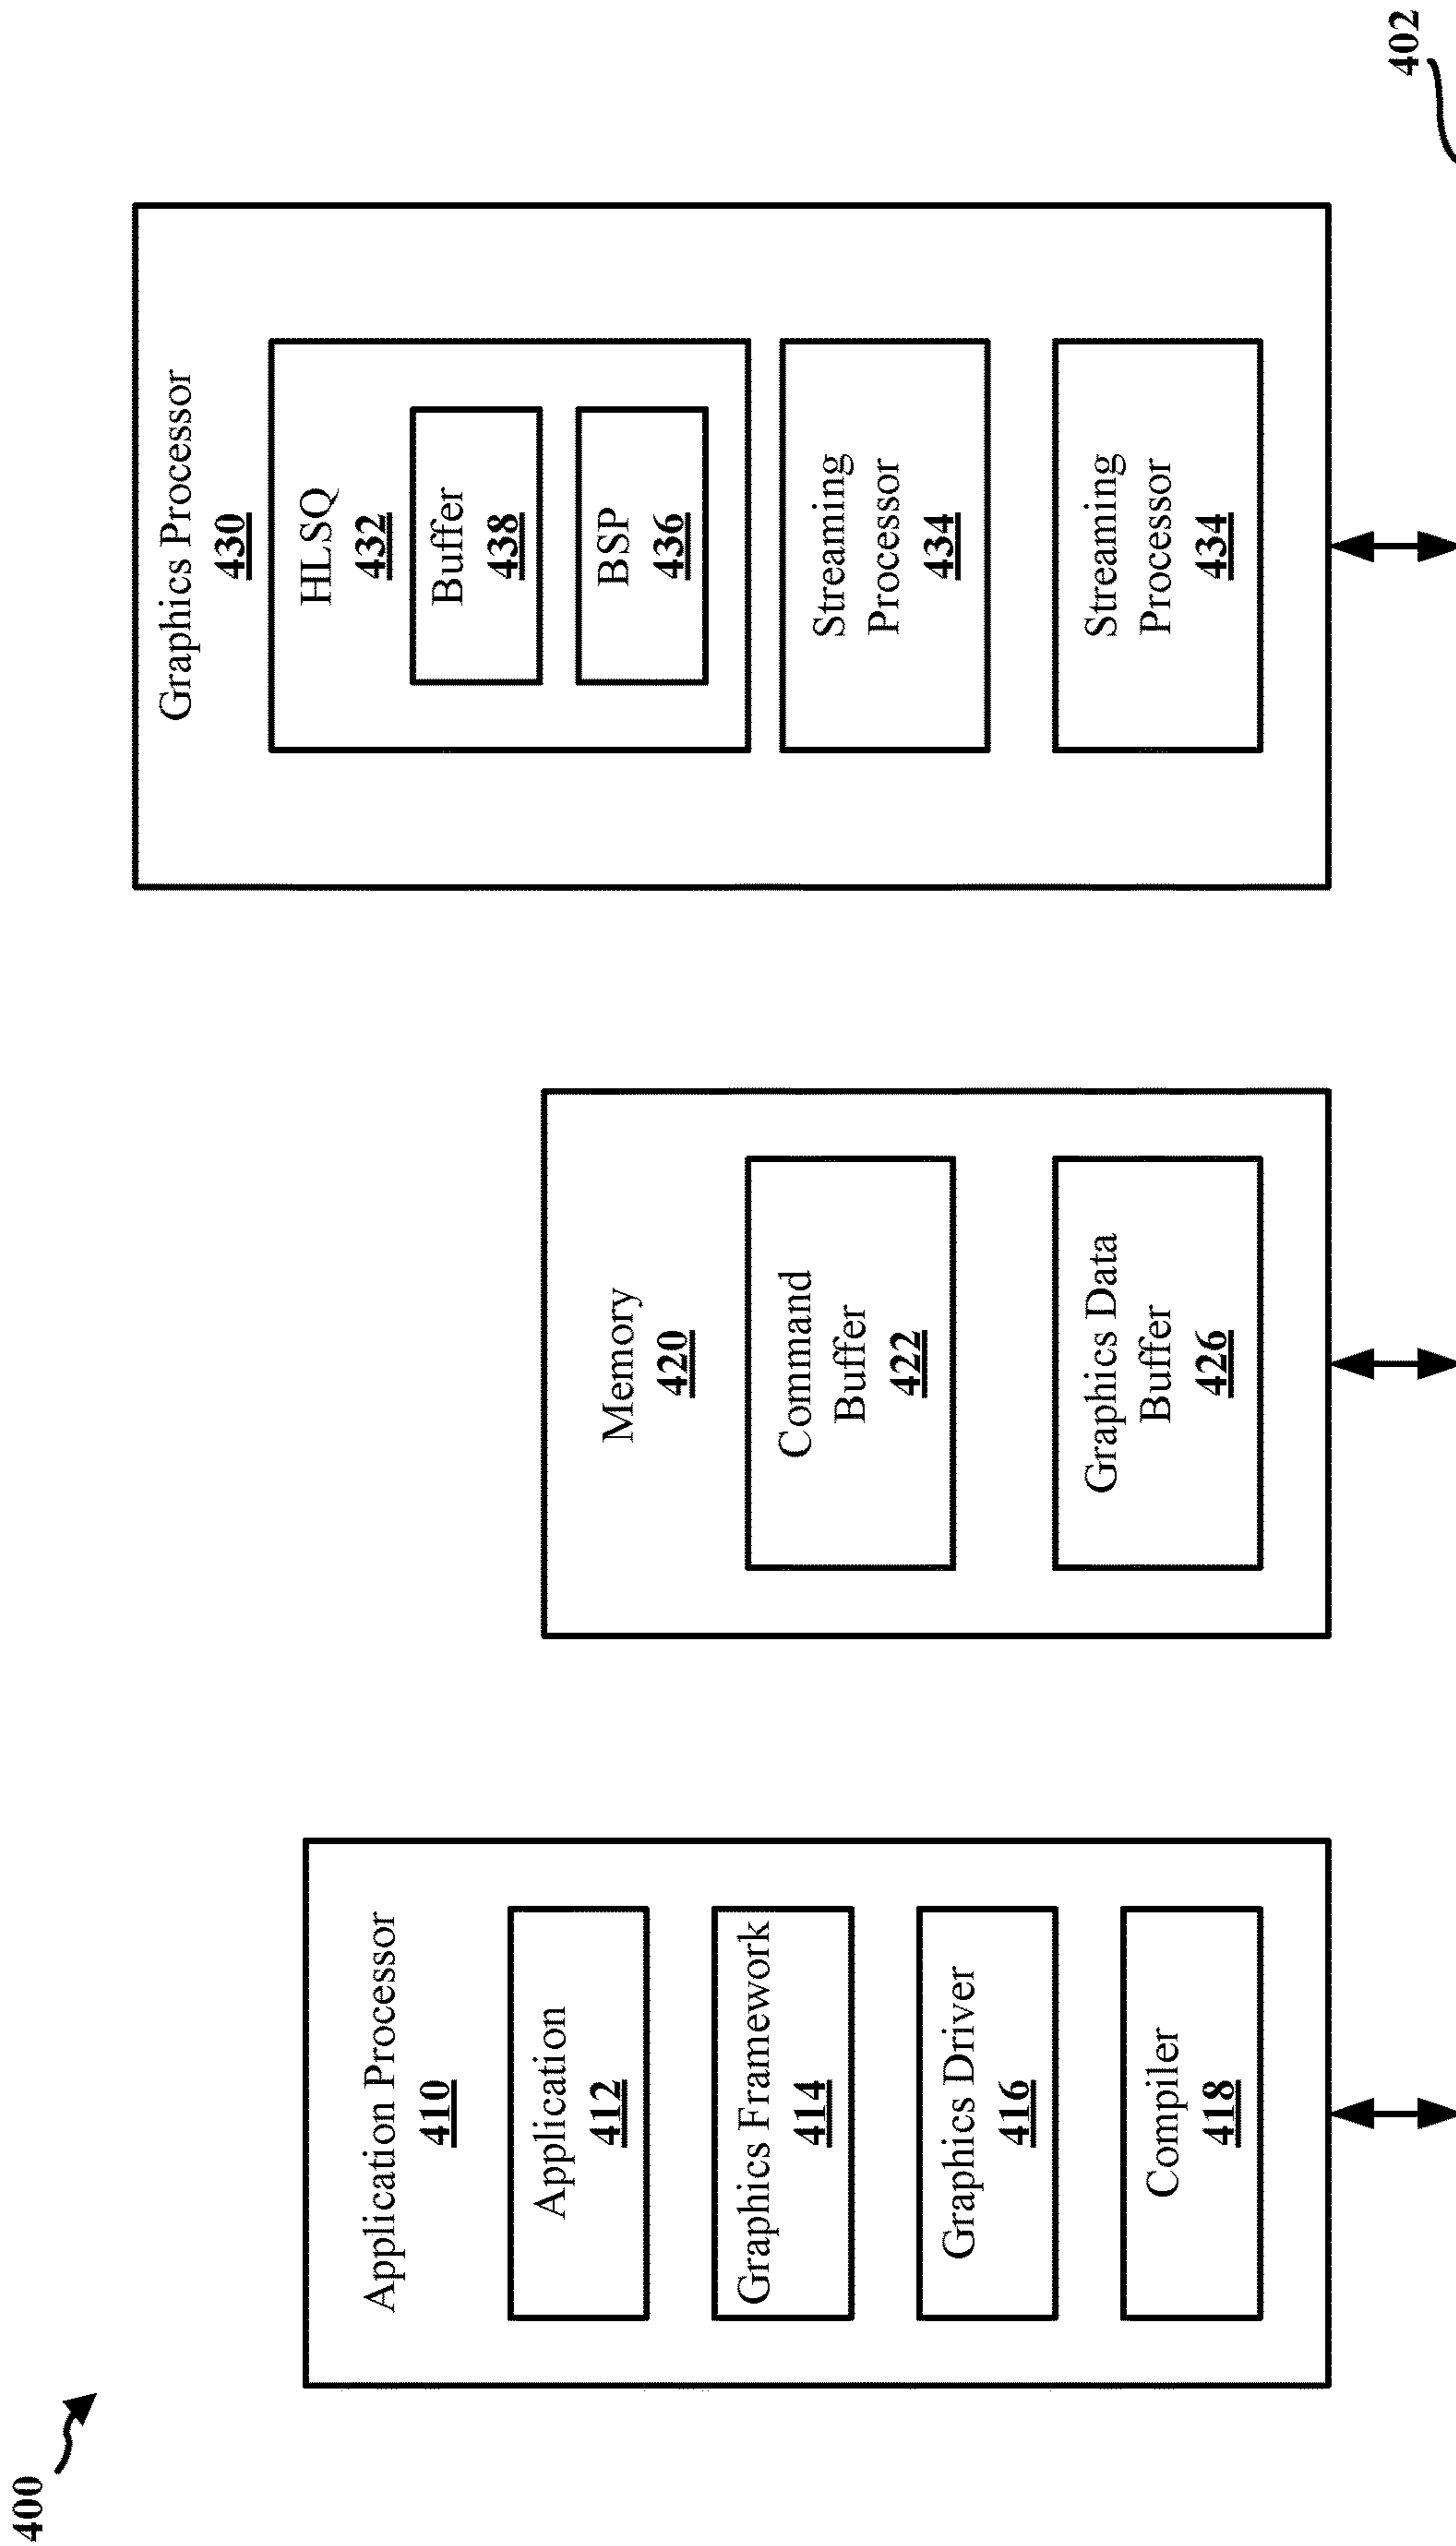 400
Application Processor
410
Application
412
Graphics Framework
414
Graphics Driver
416
Compiler
418
Memory
420
Command
Buffer
422
Graphics Data
Buffer
426
Graphics Processor
430
HLSQ
432
Buffer
438
BSP
436
Streaming
Processor
434
Streaming
Processor
434
402